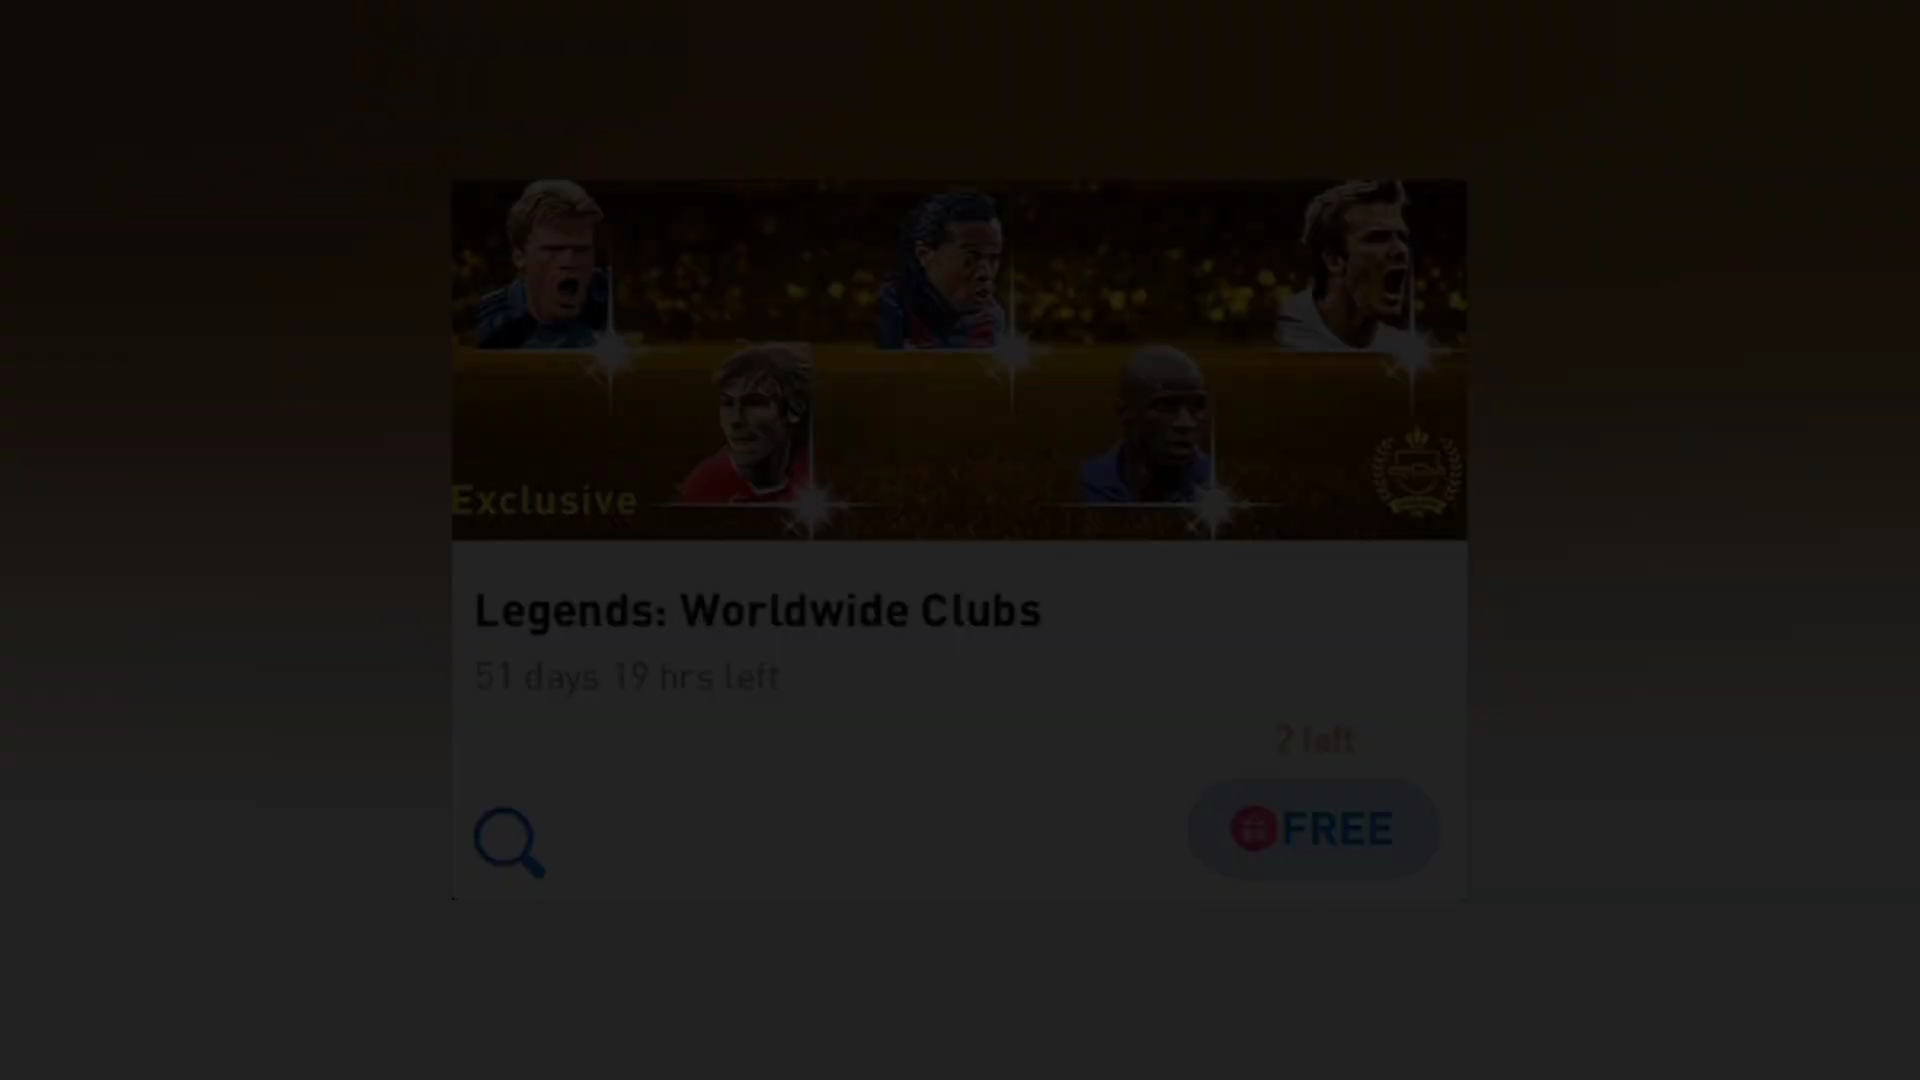 Exclusive
Legends: Worldwide Clubs
51 days 19 hrs left
2 left
FREE